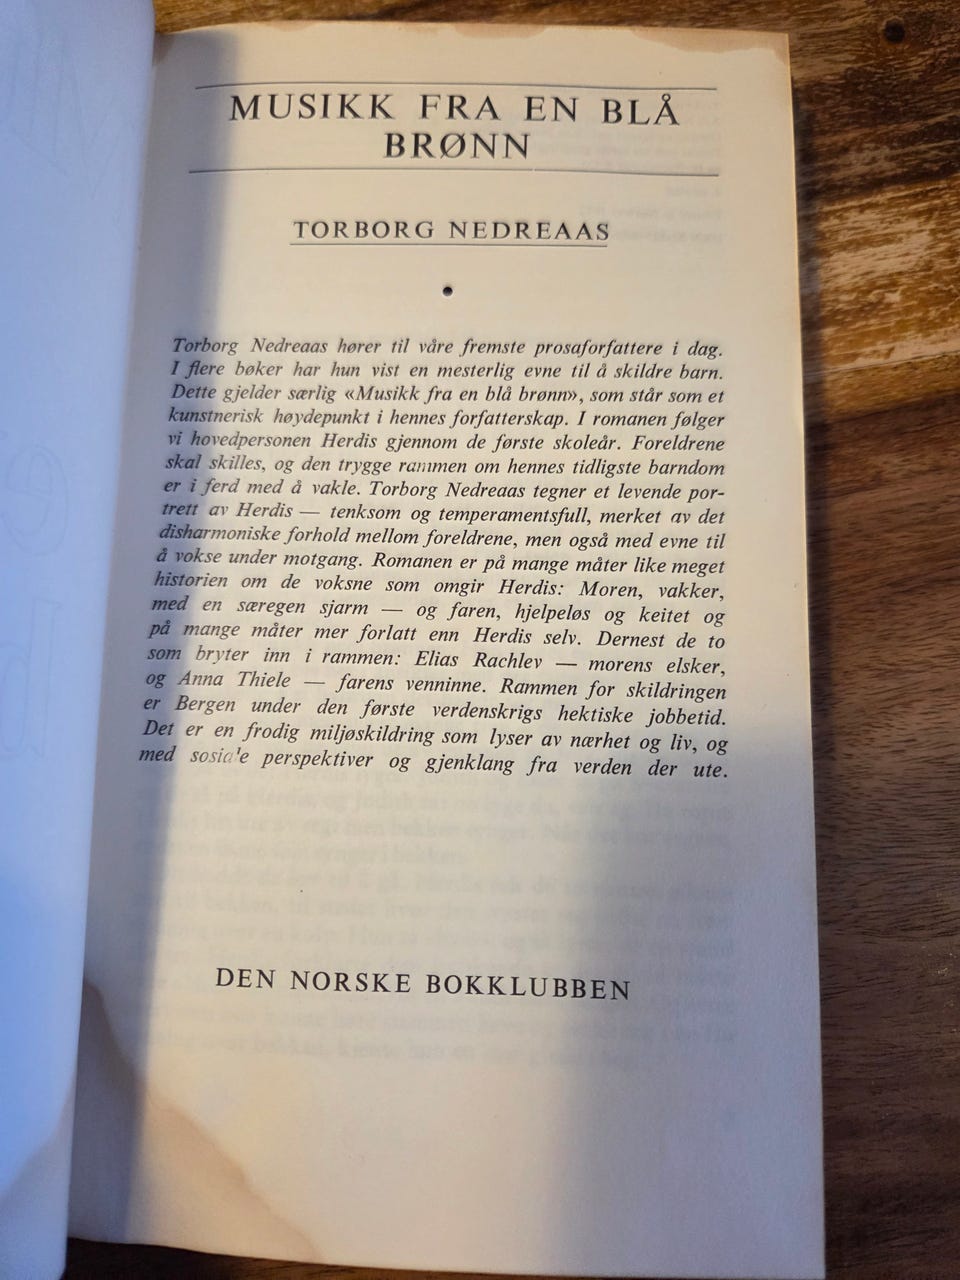 MUSIKK FRA EN BLÅ
BRØNN
TORBORG NEDREAAS
•
Torborg Nedreaas hører til våre fremste prosaforfattere i dag.
I flere bøker har hun vist en mesterlig evne til å skildre barn.
Dette gjelder særlig «Musikk fra en blå brønn», som står som et
kunstnerisk høydepunkt i hennes forfatterskap. I romanen følger
vi hovedpersonen Herdis gjennom de første skoleår. Foreldrene
skal skilles, og den trygge rammen om hennes tidligste barndom
er i ferd med å vakle. Torborg Nedreaas tegner et levende por-
trett av Herdis — tenksom og temperamentsfull, merket av det
disharmoniske forhold mellom foreldrene, men også med evne til
å vokse under motgang. Romanen er på mange måter like meget
historien om de voksne som omgir Herdis: Moren, vakker,
med en særegen sjarm — og faren, hjelpeløs og keitet og
på mange måter mer forlatt enn Herdis selv. Dernest de to
som bryter inn i rammen: Elias Rachlev — morens elsker,
og Anna Thiele — farens venninne. Rammen for skildringen
er Bergen under den første verdenskrigs hektiske jobbetid.
Det er en frodig miljøskildring som lyser av nærhet og liv, og
med sosiale perspektiver og gjenklang fra verden der ute.
DEN NORSKE BOKKLUBBEN